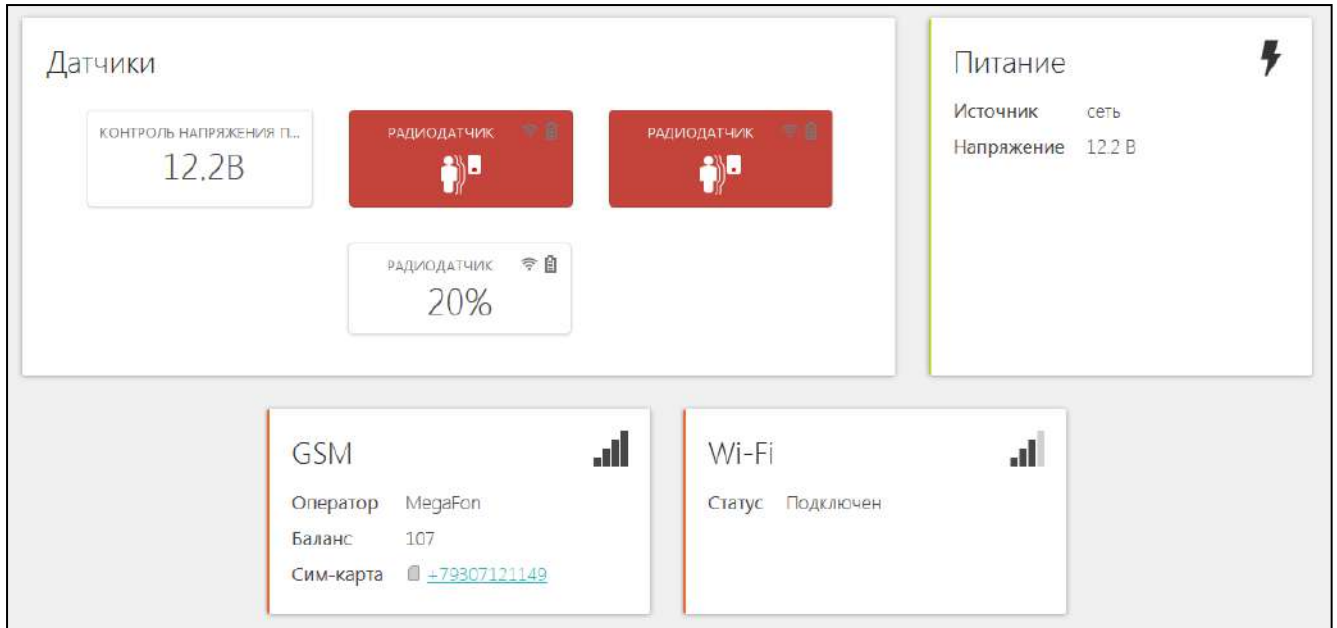 Датчики
КОНТРОЛЬ НАПРЯЖЕНИЯ П...
12,2В
РАДИОДАТЧИК
РАДИОДАТЧИК
РАДИОДАТЧИК
20%
Питание
Источник сеть
Напряжение 12.2 В
GSM
Оператор MegaFon
Баланс 107
Сим-карта +79307121149
Wi-Fi
Статус Подключен